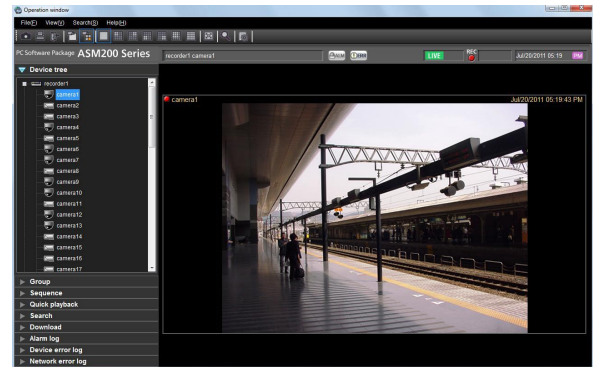 Operation window
File(F) View(V) Search(S) Help(H)
PC Software Package ASM200 Series
recorder1 camera1
ALM
ERR
LIVE
REC
Jul/20/2011 05:19 PM
Device tree
recorder1
camera1
camera2
camera3
camera4
camera5
camera6
camera7
camera8
camera9
camera10
camera11
camera12
camera13
camera14
camera15
camera16
camera17
camera1
Jul/20/2011 05:19:43 PM
Group
Sequence
Quick playback
Search
Download
Alarm log
Device error log
Network error log